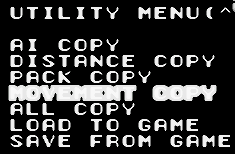 UTILITY MENU(^
AI COPY
DISTANCE COPY
PACK COPY
MOVEMENT COPY
ALL COPY
LOAD TO GAME
SAVE FROM GAME